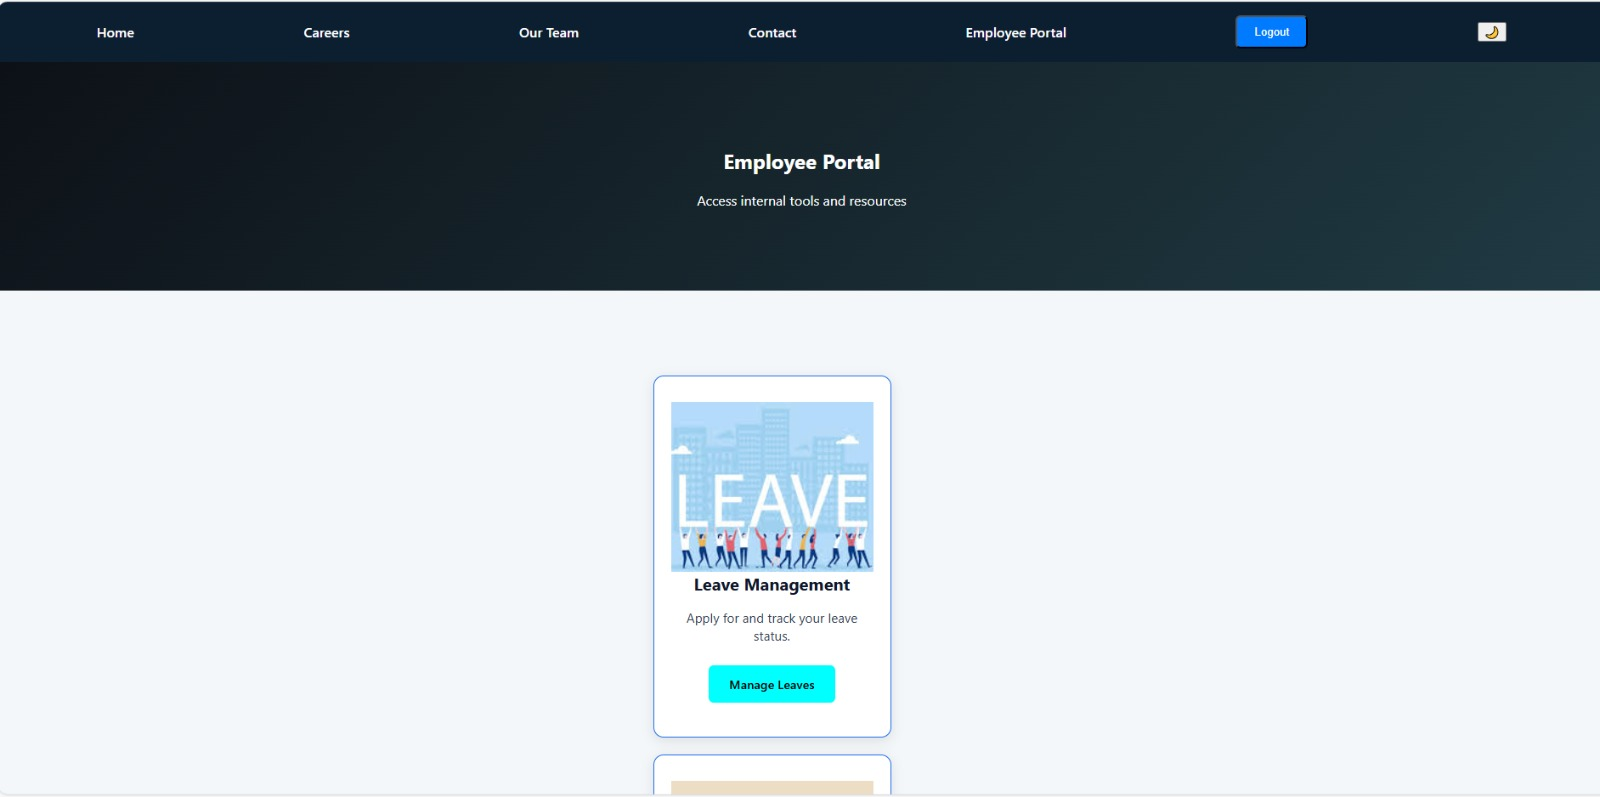 Home Careers Our Team Contact Employee Portal Logout
Employee Portal
Access internal tools and resources
LEAVE
Leave Management
Apply for and track your leave
status.
Manage Leaves